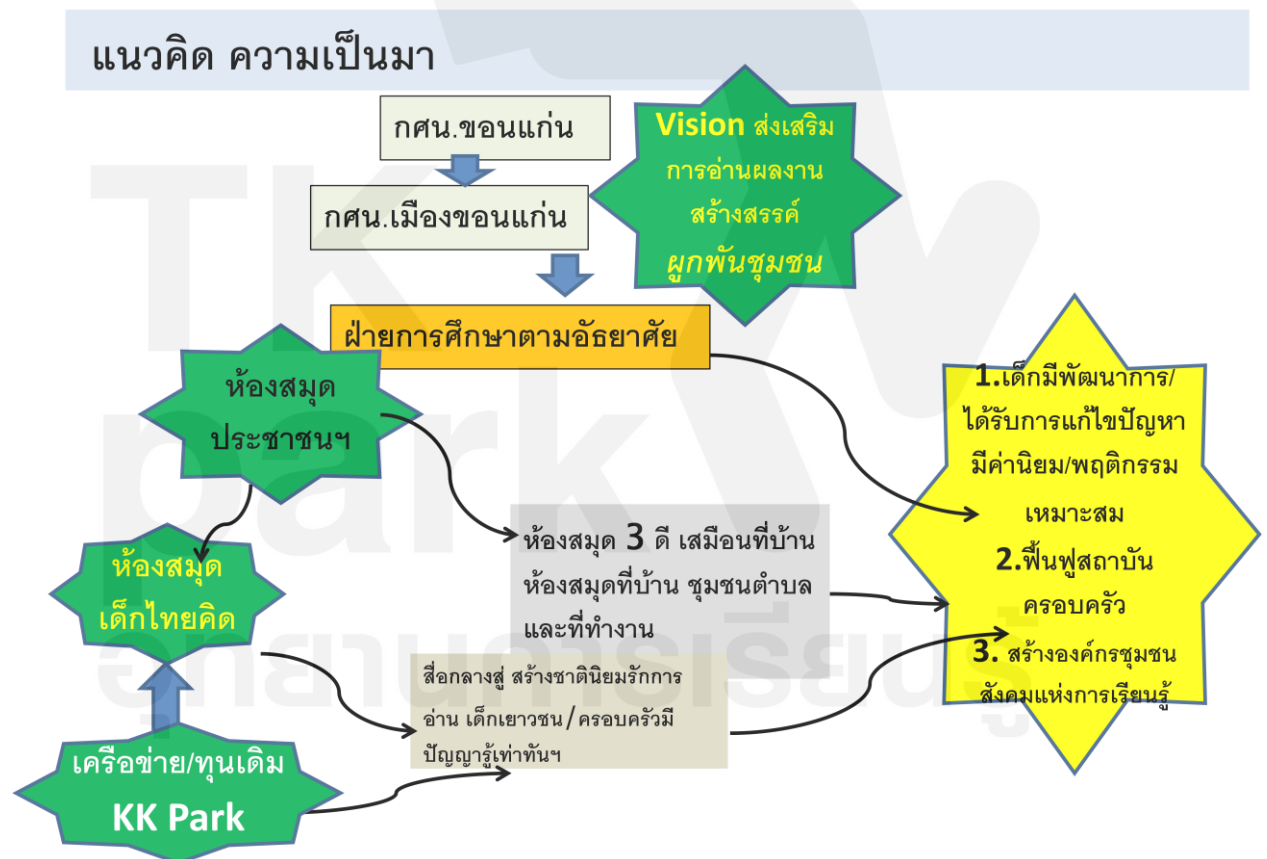 แนวคิด ความเป็นมา
กศน.ขอนแก่น
กศน.เมืองขอนแก่น
Vision ส่งเสริม
การอ่านผลงาน
สร้างสรรค์
ผูกพันชุมชน
ฝ่ายการศึกษาตามอัธยาศัย
ห้องสมุด
ประชาชนฯ
ห้องสมุด
เด็กไทยคิด
เครือข่าย/ทุนเดิม
KK Park
ห้องสมุด 3 ดี เสมือนที่บ้าน
ห้องสมุดที่บ้าน ชุมชนตำบล
และที่ทำงาน
สื่อกลางสู่ สร้างชาตินิยมรักการ
อ่าน เด็กเยาวชน/ครอบครัวมี
ปัญญารู้เท่าทันฯ
1.เด็กมีพัฒนาการ/
ได้รับการแก้ไขปัญหา
มีค่านิยม/พฤติกรรม
เหมาะสม
2.ฟื้นฟูสถาบัน
ครอบครัว
3. สร้างองค์กรชุมชน
สังคมแห่งการเรียนรู้
TK
park
อุทยานการเรียนรู้